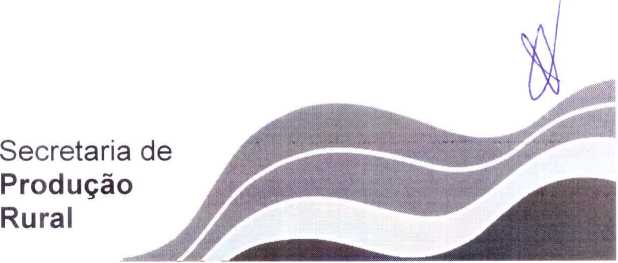 Secretaria de
Produção
Rural